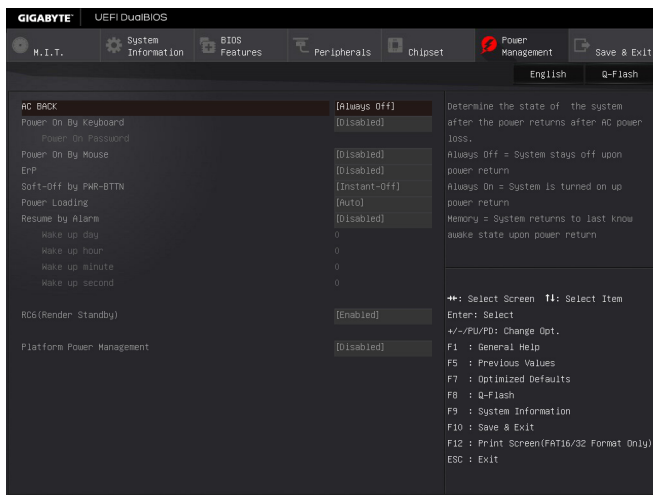 GIGABYTE™ UEFI DualBIOS
M.I.T. System Information BIOS Features Peripherals Chipset Power Management Save & Exit
English Q-Flash
AC BACK [Always Off]
Power On By Keyboard [Disabled]
Power On Password
Power On By Mouse [Disabled]
ErP [Disabled]
Soft-Off by PWR-BTTN [Instant-Off]
Power Loading [Auto]
Resume by Alarm [Disabled]
Wake up day 0
Wake up hour 0
Wake up minute 0
Wake up second 0
RC6(Render Standby) [Enabled]
Platform Power Management [Disabled]
Determine the state of the system
after the power returns after AC power
loss.
Always Off = System stays off upon
power return
Always On = System is turned on up
power return
Memory = System returns to last know
awake state upon power return
→←: Select Screen ↑↓: Select Item
Enter: Select
+/-/PU/PD: Change Opt.
F1 : General Help
F5 : Previous Values
F7 : Optimized Defaults
F8 : Q-Flash
F9 : System Information
F10 : Save & Exit
F12 : Print Screen(FAT16/32 Format Only)
ESC : Exit